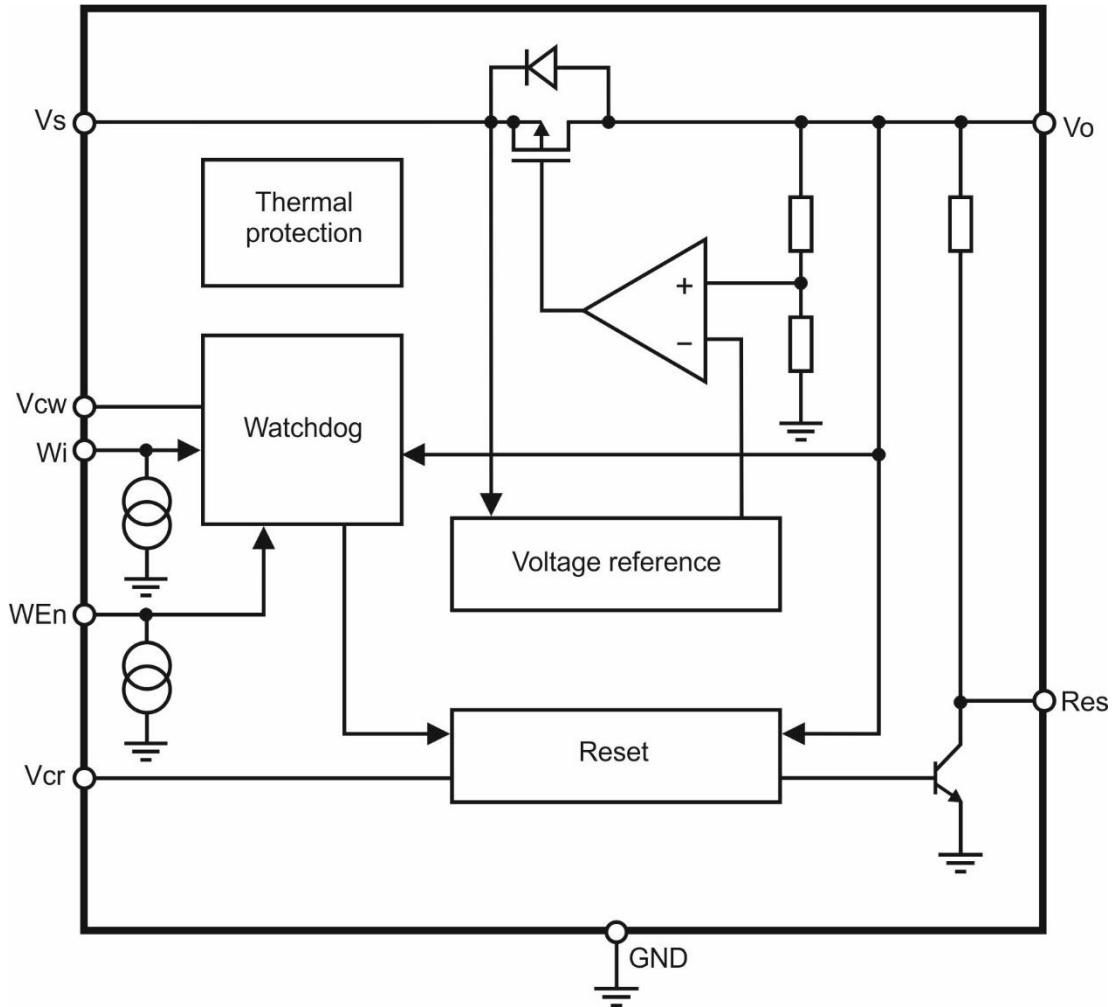 Vs
Vo
Thermal
protection
+
−
Vcw
Watchdog
Wi
Voltage reference
WEn
Res
Reset
Vcr
GND